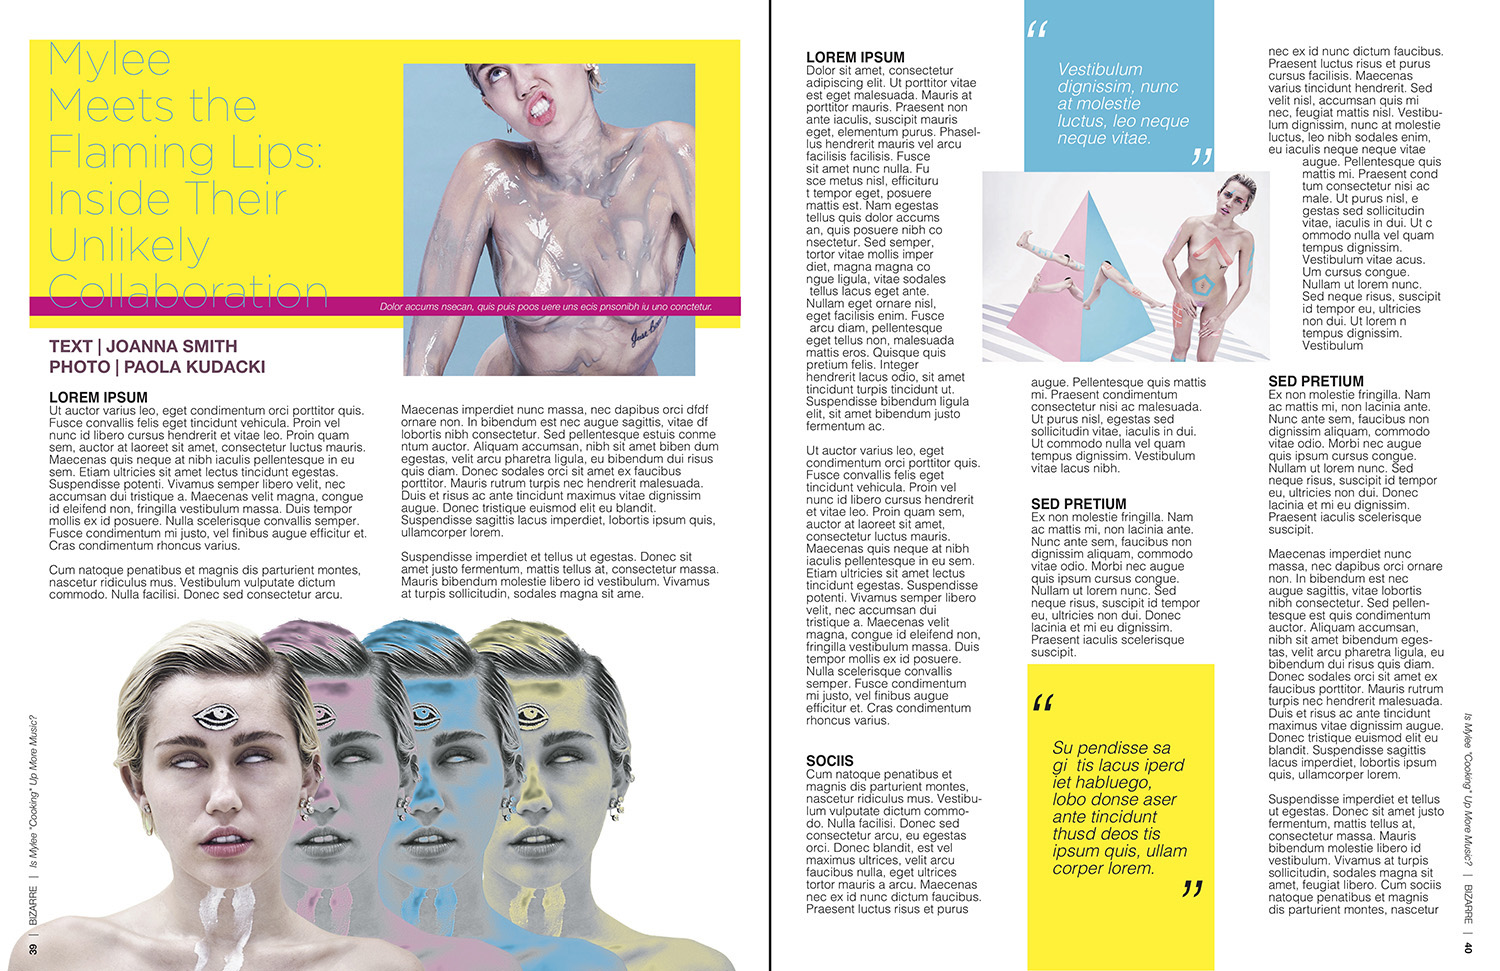 Mylee
Meets the
Flaming Lips:
Inside Their
Unlikely
Collaboration
Dolor accums nsecan, quis puis poos uere uns ecis pnsonibh iu uno conctetur.
TEXT | JOANNA SMITH
PHOTO | PAOLA KUDACKI
LOREM IPSUM
Ut auctor varius leo, eget condimentum orci porttitor quis.
Fusce convallis felis eget tincidunt vehicula. Proin vel
nunc id libero cursus hendrerit et vitae leo. Proin quam
sem, auctor at laoreet sit amet, consectetur luctus mauris.
Maecenas quis neque at nibh iaculis pellentesque in eu
sem. Etiam ultricies sit amet lectus tincidunt egestas.
Suspendisse potenti. Vivamus semper libero velit, nec
accumsan dui tristique a. Maecenas velit magna, congue
id eleifend non, fringilla vestibulum massa. Duis tempor
mollis ex id posuere. Nulla scelerisque convallis semper.
Fusce condimentum mi justo, vel finibus augue efficitur et.
Cras condimentum rhoncus varius.
Cum natoque penatibus et magnis dis parturient montes,
nascetur ridiculus mus. Vestibulum vulputate dictum
commodo. Nulla facilisi. Donec sed consectetur arcu.
Maecenas imperdiet nunc massa, nec dapibus orci dfdf
ornare non. In bibendum est nec augue sagittis, vitae df
lobortis nibh consectetur. Sed pellentesque estuis conme
ntum auctor. Aliquam accumsan, nibh sit amet biben dum
egestas, velit arcu pharetra ligula, eu bibendum dui risus
quis diam. Donec sodales orci sit amet ex faucibus
porttitor. Mauris rutrum turpis nec hendrerit malesuada.
Duis et risus ac ante tincidunt maximus vitae dignissim
augue. Donec tristique euismod elit eu blandit.
Suspendisse sagittis lacus imperdiet, lobortis ipsum quis,
ullamcorper lorem.
Suspendisse imperdiet et tellus ut egestas. Donec sit
amet justo fermentum, mattis tellus at, consectetur massa.
Mauris bibendum molestie libero id vestibulum. Vivamus
at turpis sollicitudin, sodales magna sit ame.
39 | BIZARRE | Is Mylee "Cooking" Up More Music?
LOREM IPSUM
Dolor sit amet, consectetur
adipiscing elit. Ut porttitor vitae
est eget malesuada. Mauris at
porttitor mauris. Praesent non
ante iaculis, suscipit mauris
eget, elementum purus. Phasel-
lus hendrerit mauris vel arcu
facilisis facilisis. Fusce
sit amet nunc nulla. Fu
sce metus nisl, efficituru
t tempor eget, posuere
mattis est. Nam egestas
tellus quis dolor accums
an, quis posuere nibh co
nsectetur. Sed semper,
tortor vitae mollis imper
diet, magna magna co
ngue ligula, vitae sodales
tellus lacus eget ante.
Nullam eget ornare nisl,
eget facilisis enim. Fusce
arcu diam, pellentesque
eget tellus non, malesuada
mattis eros. Quisque quis
pretium felis. Integer
hendrerit lacus odio, sit amet
tincidunt turpis tincidunt ut.
Suspendisse bibendum ligula
elit, sit amet bibendum justo
fermentum ac.
Ut auctor varius leo, eget
condimentum orci porttitor quis.
Fusce convallis felis eget
tincidunt vehicula. Proin vel
nunc id libero cursus hendrerit
et vitae leo. Proin quam sem,
auctor at laoreet sit amet,
consectetur luctus mauris.
Maecenas quis neque at nibh
iaculis pellentesque in eu sem.
Etiam ultricies sit amet lectus
tincidunt egestas. Suspendisse
potenti. Vivamus semper libero
velit, nec accumsan dui
tristique a. Maecenas velit
magna, congue id eleifend non,
fringilla vestibulum massa. Duis
tempor mollis ex id posuere.
Nulla scelerisque convallis
semper. Fusce condimentum
mi justo, vel finibus augue
efficitur et. Cras condimentum
rhoncus varius.
SOCIIS
Cum natoque penatibus et
magnis dis parturient montes,
nascetur ridiculus mus. Vestibu-
lum vulputate dictum commo-
do. Nulla facilisi. Donec sed
consectetur arcu, eu egestas
orci. Donec blandit, est vel
maximus ultrices, velit arcu
faucibus nulla, eget ultrices
tortor mauris a arcu. Maecenas
nec ex id nunc dictum faucibus.
Praesent luctus risus et purus
“
Vestibulum
dignissim, nunc
at molestie
luctus, leo neque
neque vitae.
”
augue. Pellentesque quis mattis
mi. Praesent condimentum
consectetur nisi ac malesuada.
Ut purus nisl, egestas sed
sollicitudin vitae, iaculis in dui.
Ut commodo nulla vel quam
tempus dignissim. Vestibulum
vitae lacus nibh.
SED PRETIUM
Ex non molestie fringilla. Nam
ac mattis mi, non lacinia ante.
Nunc ante sem, faucibus non
dignissim aliquam, commodo
vitae odio. Morbi nec augue
quis ipsum cursus congue.
Nullam ut lorem nunc. Sed
neque risus, suscipit id tempor
eu, ultricies non dui. Donec
lacinia et mi eu dignissim.
Praesent iaculis scelerisque
suscipit.
“
Su pendisse sa
gi tis lacus iperd
iet habluego,
lobo donse aser
ante tincidunt
thusd deos tis
ipsum quis, ullam
corper lorem.
”
nec ex id nunc dictum faucibus.
Praesent luctus risus et purus
cursus facilisis. Maecenas
varius tincidunt hendrerit. Sed
velit nisl, accumsan quis mi
nec, feugiat mattis nisl. Vestibu-
lum dignissim, nunc at molestie
luctus, leo nibh sodales enim,
eu iaculis neque neque vitae
augue. Pellentesque quis
mattis mi. Praesent cond
tum consectetur nisi ac
male. Ut purus nisl, e
gestas sed sollicitudin
vitae, iaculis in dui. Ut c
ommodo nulla vel quam
tempus dignissim.
Vestibulum vitae acus.
Um cursus congue.
Nullam ut lorem nunc.
Sed neque risus, suscipit
id tempor eu, ultricies
non dui. Ut lorem n
tempus dignissim.
Vestibulum
SED PRETIUM
Ex non molestie fringilla. Nam
ac mattis mi, non lacinia ante.
Nunc ante sem, faucibus non
dignissim aliquam, commodo
vitae odio. Morbi nec augue
quis ipsum cursus congue.
Nullam ut lorem nunc. Sed
neque risus, suscipit id tempor
eu, ultricies non dui. Donec
lacinia et mi eu dignissim.
Praesent iaculis scelerisque
suscipit.
Maecenas imperdiet nunc
massa, nec dapibus orci ornare
non. In bibendum est nec
augue sagittis, vitae lobortis
nibh consectetur. Sed pellen-
tesque est quis condimentum
auctor. Aliquam accumsan,
nibh sit amet bibendum eges-
tas, velit arcu pharetra ligula, eu
bibendum dui risus quis diam.
Donec sodales orci sit amet ex
faucibus porttitor. Mauris rutrum
turpis nec hendrerit malesuada.
Duis et risus ac ante tincidunt
maximus vitae dignissim augue.
Donec tristique euismod elit eu
blandit. Suspendisse sagittis
lacus imperdiet, lobortis ipsum
quis, ullamcorper lorem.
Suspendisse imperdiet et tellus
ut egestas. Donec sit amet justo
fermentum, mattis tellus at,
consectetur massa. Mauris
bibendum molestie libero id
vestibulum. Vivamus at turpis
sollicitudin, sodales magna sit
amet, feugiat libero. Cum sociis
natoque penatibus et magnis
dis parturient montes, nascetur
Is Mylee "Cooking" Up More Music? | BIZARRE | 40